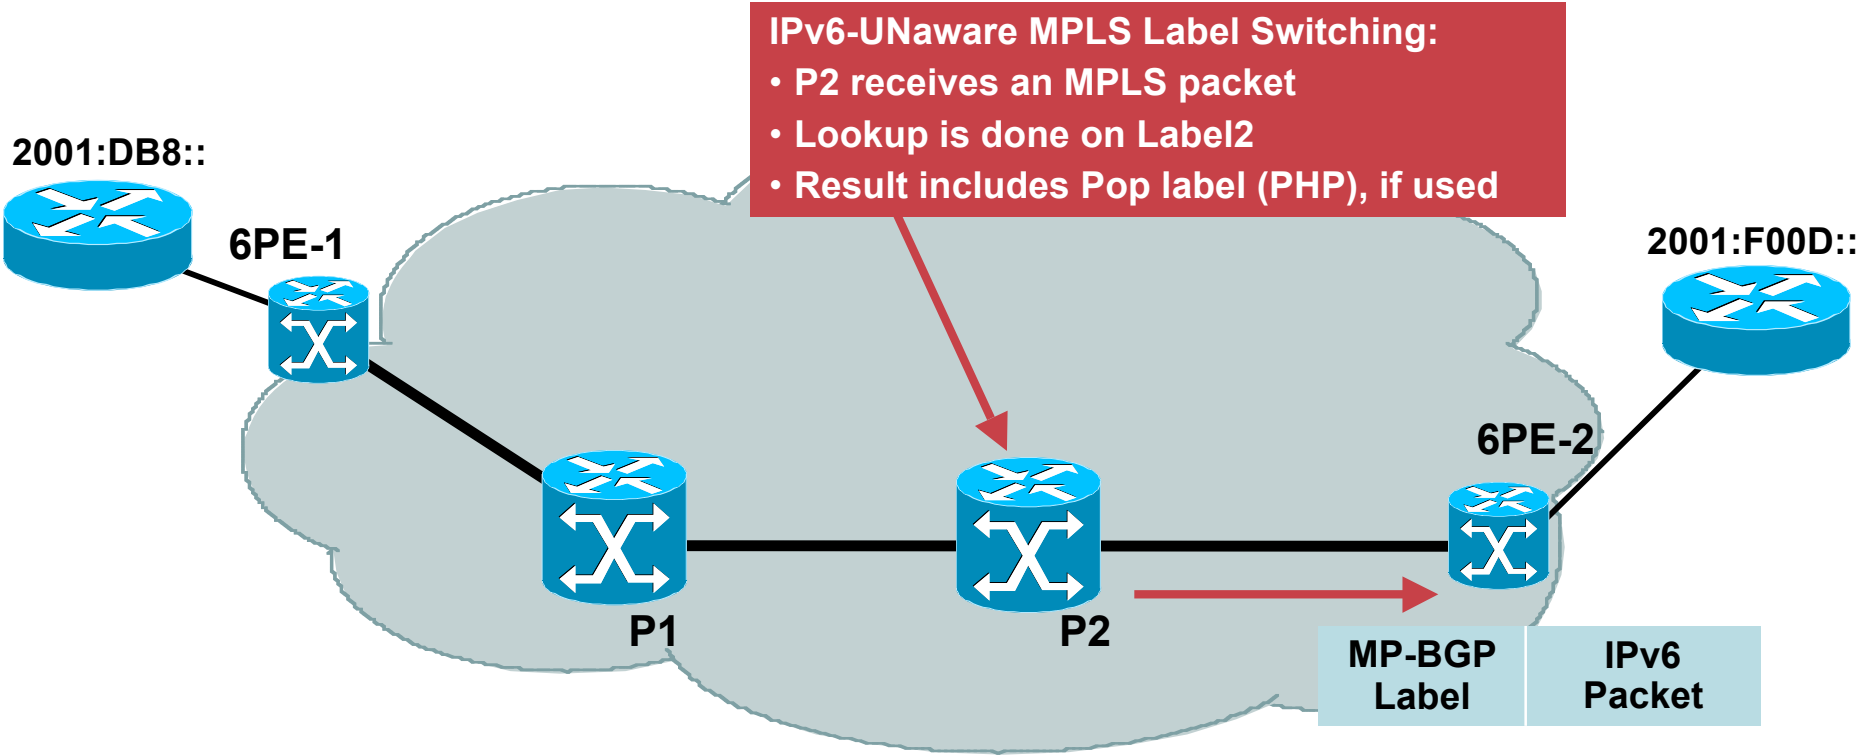 IPv6-UNaware MPLS Label Switching:
• P2 receives an MPLS packet
• Lookup is done on Label2
• Result includes Pop label (PHP), if used
2001:DB8::
6PE-1
2001:F00D::
6PE-2
P1
P2
MP-BGP
Label
IPv6
Packet